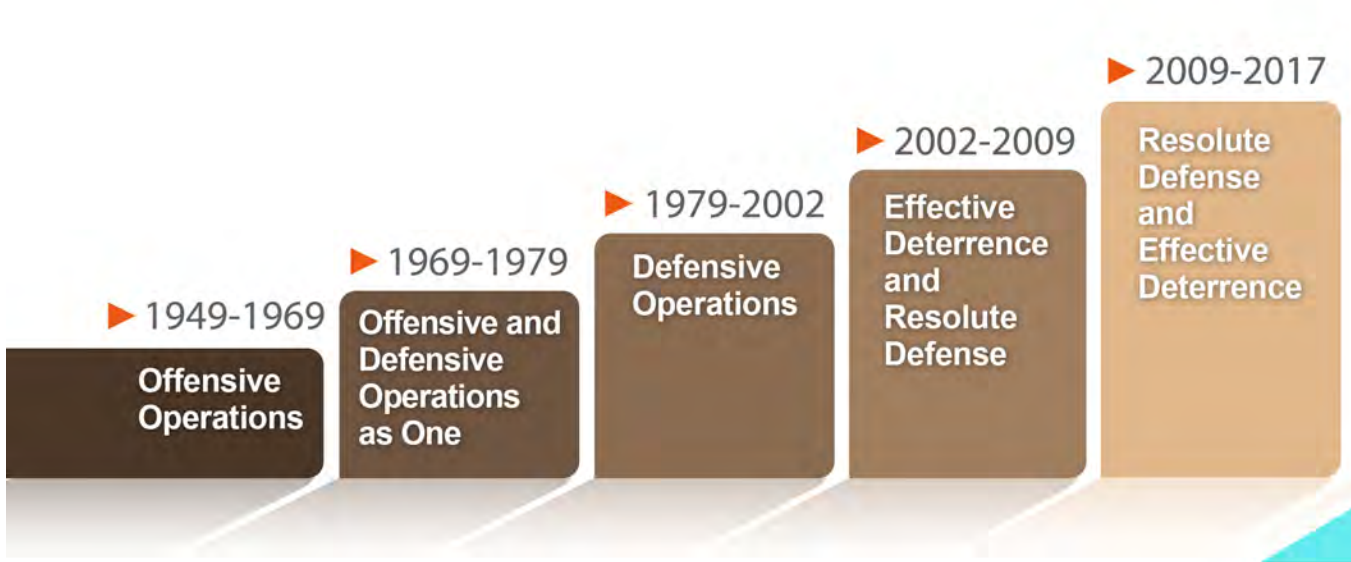 1949-1969
Offensive
Operations
1969-1979
Offensive and
Defensive
Operations
as One
1979-2002
Defensive
Operations
2002-2009
Effective
Deterrence
and
Resolute
Defense
2009-2017
Resolute
Defense
and
Effective
Deterrence